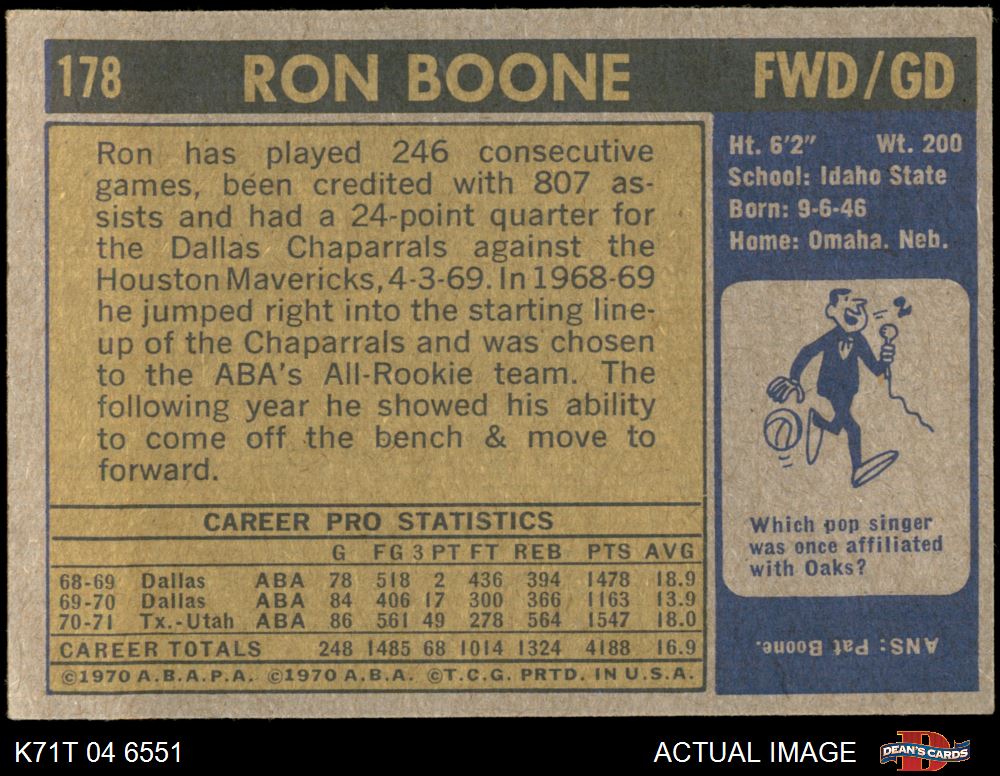 178 RON BOONE FWD/GD
Ron has played 246 consecutive
games, been credited with 807 as-
sists and had a 24-point quarter for
the Dallas Chaparrals against the
Houston Mavericks, 4-3-69. In 1968-69
he jumped right into the starting line-
up of the Chaparrals and was chosen
to the ABA's All-Rookie team. The
following year he showed his ability
to come off the bench & move to
forward.
CAREER PRO STATISTICS
G FG 3 PT FT REB PTS AVG
68-69 Dallas ABA 78 518 2 436 394 1478 18.9
69-70 Dallas ABA 84 406 17 300 366 1163 13.9
70-71 Tx.-Utah ABA 86 561 49 278 564 1547 18.0
CAREER TOTALS 248 1485 68 1014 1324 4188 16.9
©1970 A.B.A.P.A. ©1970 A.B.A. ©T.C.G. PRTD. IN U.S.A.
Ht. 6'2" Wt. 200
School: Idaho State
Born: 9-6-46
Home: Omaha. Neb.
Which pop singer
was once affiliated
with Oaks?
ANS: Pat Boone.
K71T 04 6551 ACTUAL IMAGE D DEAN'S CARDS